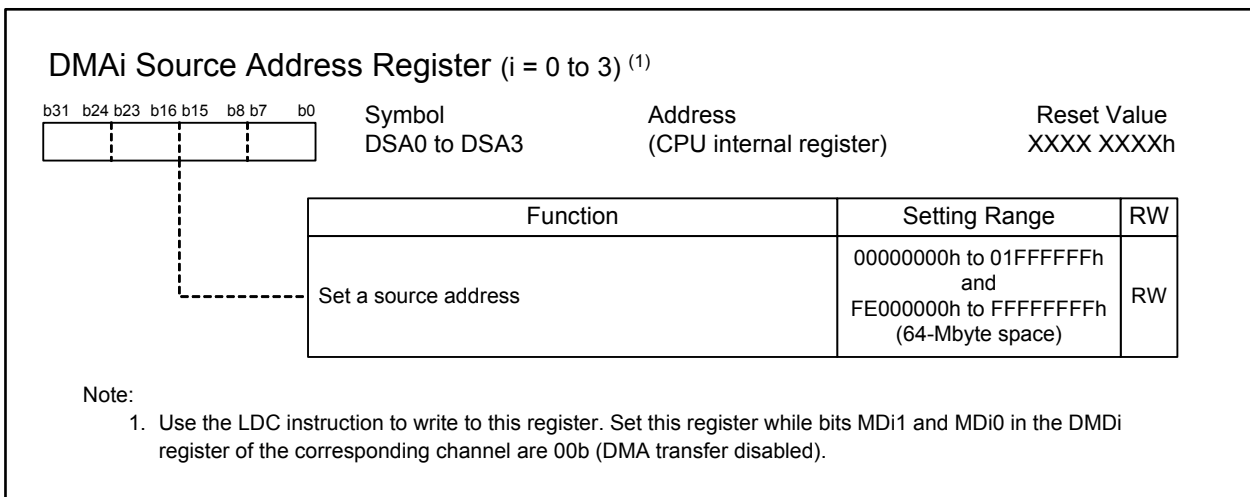 DMAi Source Address Register (i = 0 to 3) (1)
b31 b24 b23 b16 b15 b8 b7 b0
Symbol Address Reset Value
DSA0 to DSA3 (CPU internal register) XXXX XXXXh
Function Setting Range RW
Set a source address
00000000h to 01FFFFFFh
and
FE000000h to FFFFFFFFh
(64-Mbyte space)
RW
Note:
1. Use the LDC instruction to write to this register. Set this register while bits MDi1 and MDi0 in the DMDi
register of the corresponding channel are 00b (DMA transfer disabled).